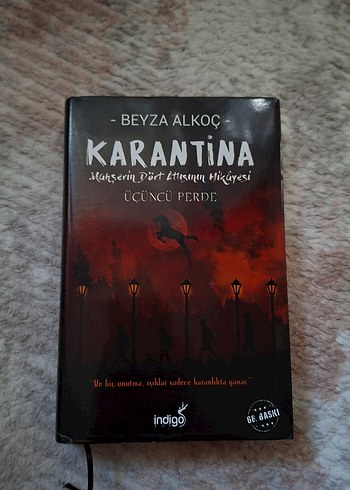 - BEYZA ALKOÇ -
KARANTİNA
Mahşerin Dört Atlısının Hikâyesi
ÜÇÜNCÜ PERDE
"Ve hiç unutma, ışıklar sadece karanlıkta yanar."
indigo
66. BASKI